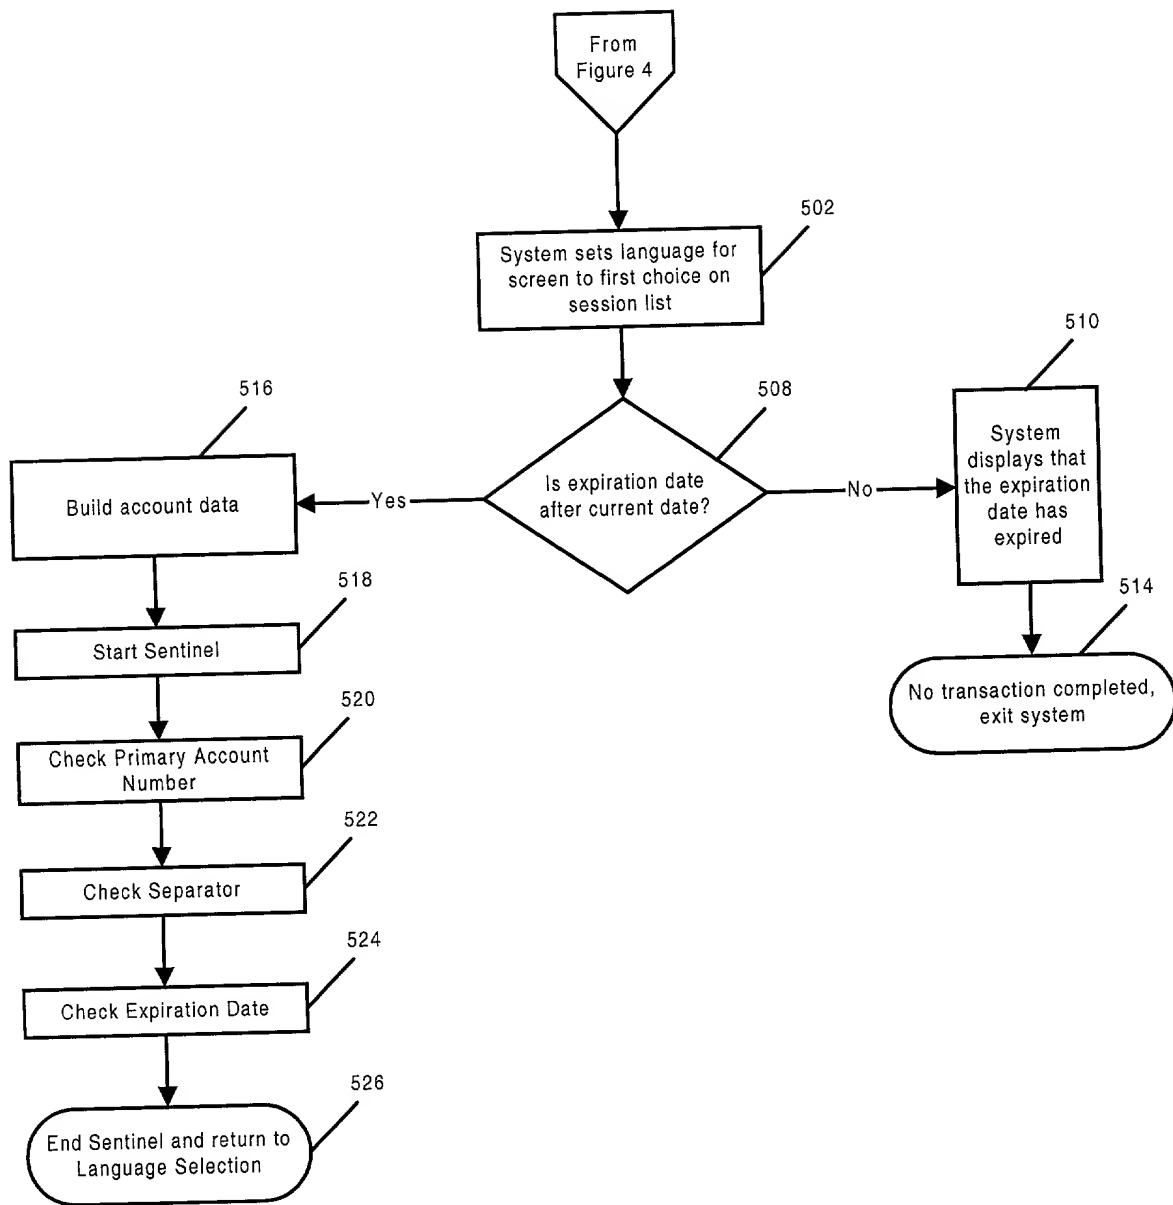 From
Figure 4
502
System sets language for
screen to first choice on
session list
510
516
508
System
displays that
the expiration
date has
expired
Is expiration date
after current date?
Yes
No
Build account data
518
514
Start Sentinel
No transaction completed,
exit system
520
Check Primary Account
Number
522
Check Separator
524
Check Expiration Date
526
End Sentinel and return to
Language Selection